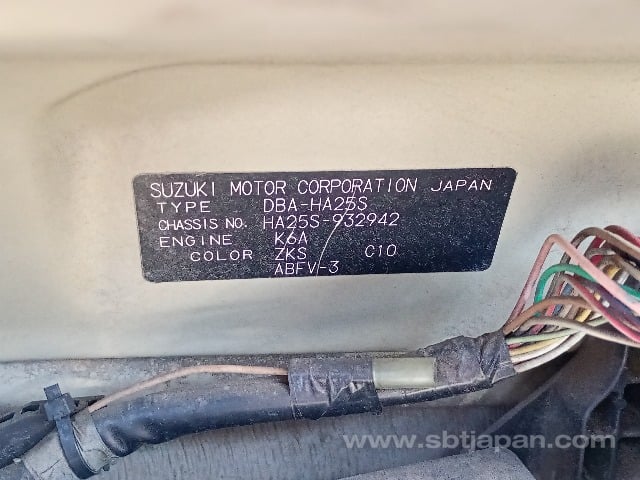 SUZUKI MOTOR CORPORATION JAPAN
TYPE DBA-HA25S
CHASSIS NO. HA25S-932942
ENGINE K6A
COLOR ZKS C10
ABFV-3
www.sbtjapan.com